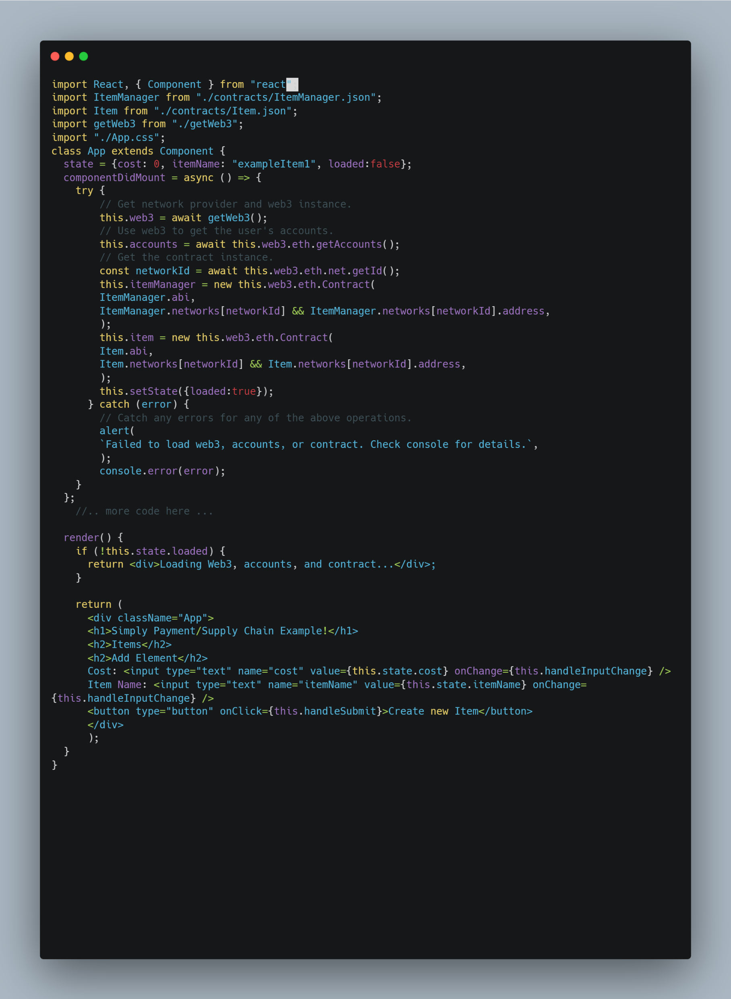 import React, { Component } from "react";
import ItemManager from "./contracts/ItemManager.json";
import Item from "./contracts/Item.json";
import getWeb3 from "./getWeb3";
import "./App.css";
class App extends Component {
  state = {cost: 0, itemName: "exampleItem1", loaded:false};
  componentDidMount = async () => {
    try {
        // Get network provider and web3 instance.
        this.web3 = await getWeb3();
        // Use web3 to get the user's accounts.
        this.accounts = await this.web3.eth.getAccounts();
        // Get the contract instance.
        const networkId = await this.web3.eth.net.getId();
        this.itemManager = new this.web3.eth.Contract(
        ItemManager.abi,
        ItemManager.networks[networkId] && ItemManager.networks[networkId].address,
        );
        this.item = new this.web3.eth.Contract(
        Item.abi,
        Item.networks[networkId] && Item.networks[networkId].address,
        );
        this.setState({loaded:true});
      } catch (error) {
        // Catch any errors for any of the above operations.
        alert(
        `Failed to load web3, accounts, or contract. Check console for details.`,
        );
        console.error(error);
    }
  };
    //.. more code here ...

  render() {
    if (!this.state.loaded) {
      return <div>Loading Web3, accounts, and contract...</div>;
    }

    return (
      <div className="App">
      <h1>Simply Payment/Supply Chain Example!</h1>
      <h2>Items</h2>
      <h2>Add Element</h2>
      Cost: <input type="text" name="cost" value={this.state.cost} onChange={this.handleInputChange} />
      Item Name: <input type="text" name="itemName" value={this.state.itemName} onChange=
{this.handleInputChange} />
      <button type="button" onClick={this.handleSubmit}>Create new Item</button>
      </div>
      );
  }
}